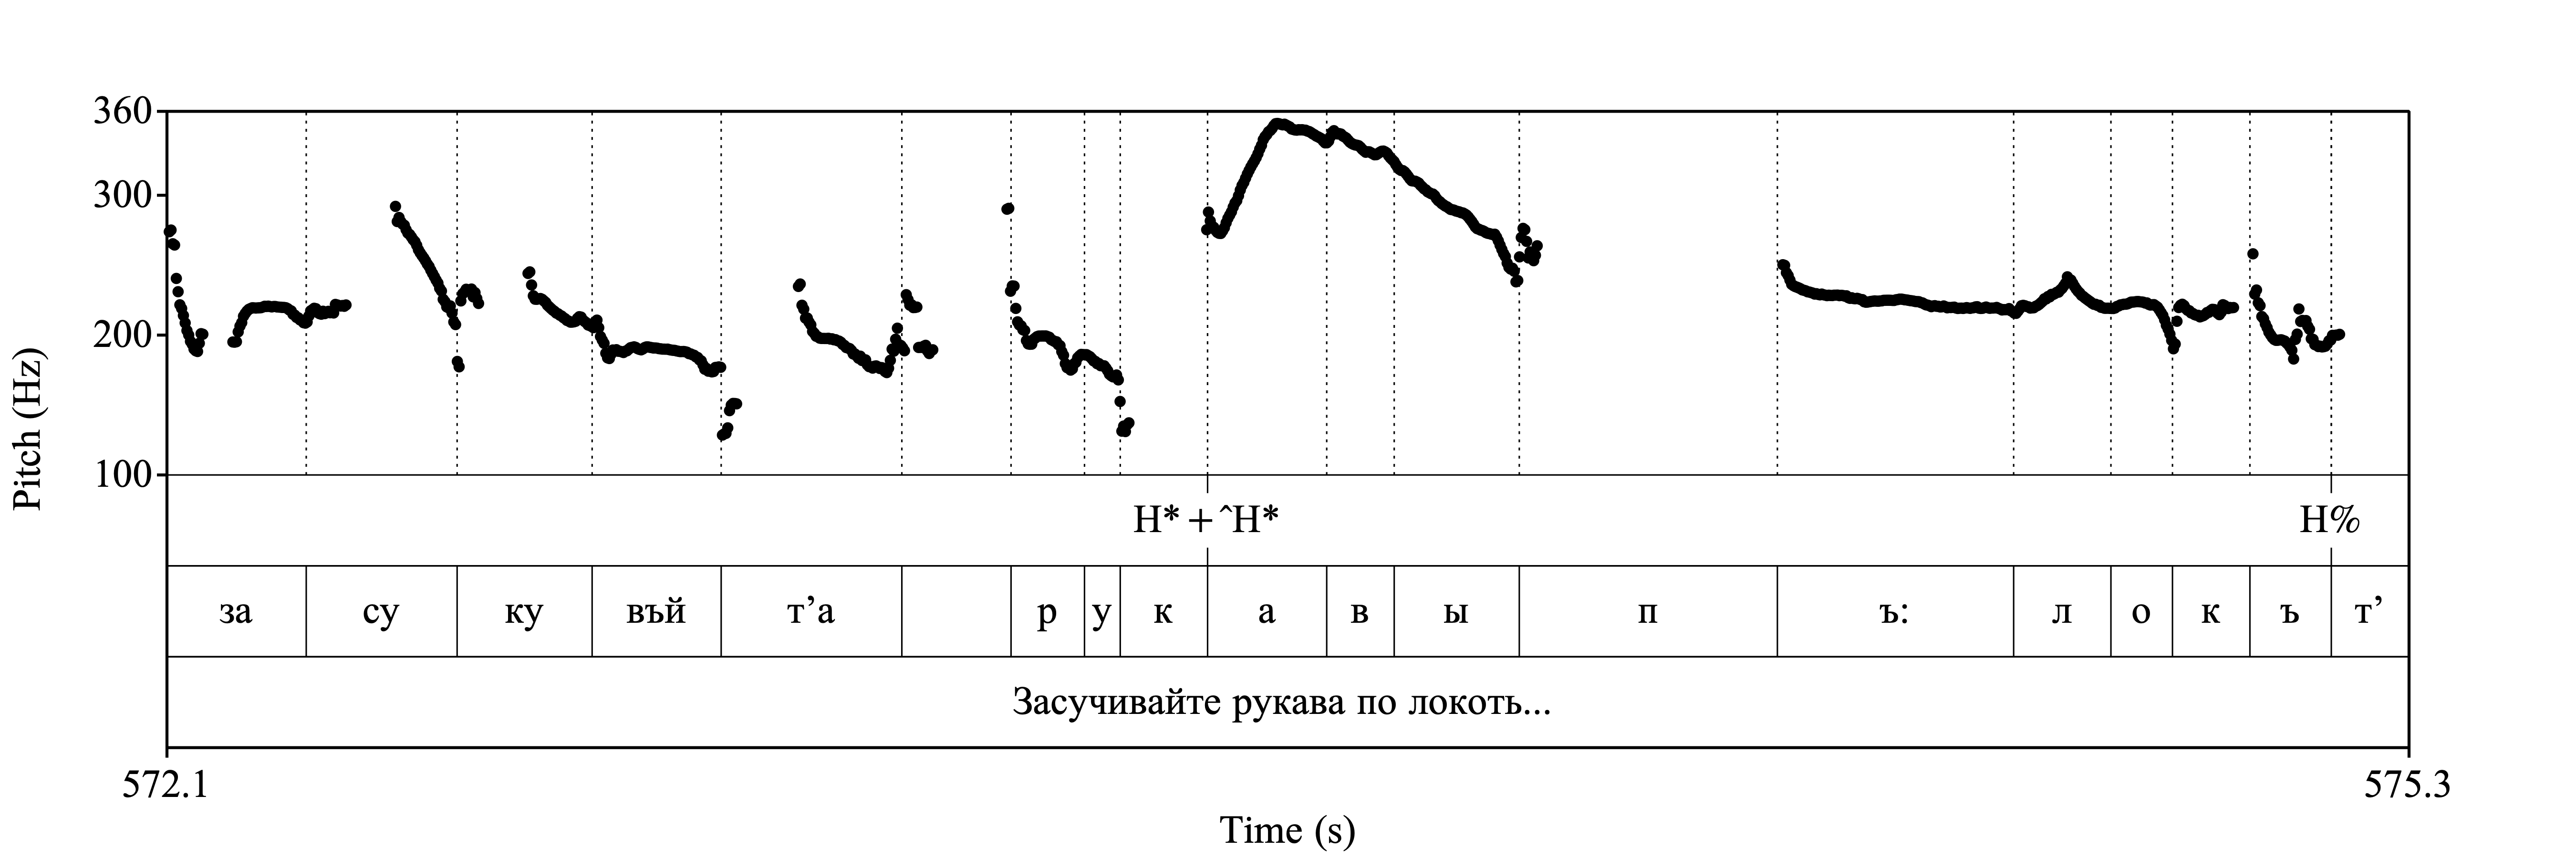 360
300
200
100
Pitch (Hz)
H*+^H* H%
за су ку въй т’а р у к а в ы п ъ: л о к ъ т’
Засучивайте рукава по локоть...
572.1 575.3
Time (s)